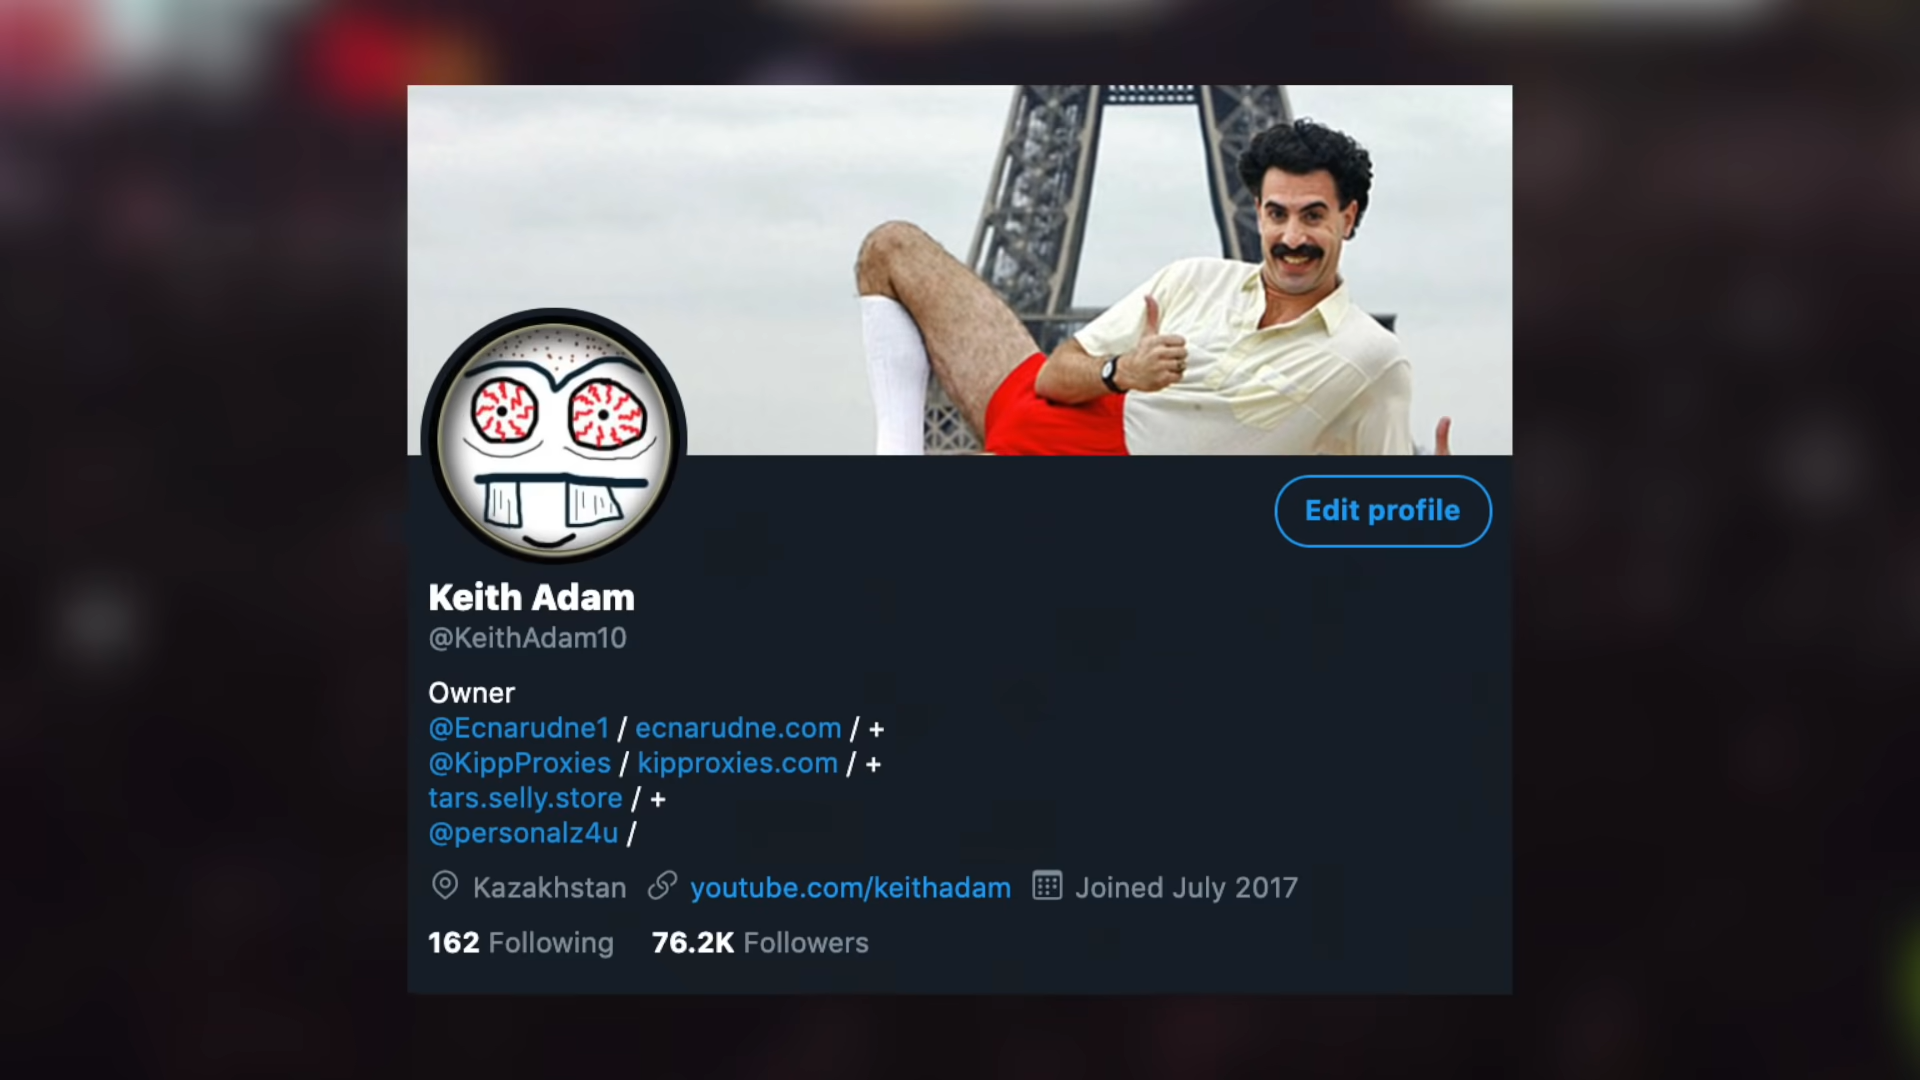 Edit profile
Keith Adam
@KeithAdam10
Owner
@Ecnarudne1 / ecnarudne.com / +
@KippProxies / kipproxies.com / +
tars.selly.store / +
@personalz4u /
Kazakhstan youtube.com/keithadam Joined July 2017
162 Following 76.2K Followers